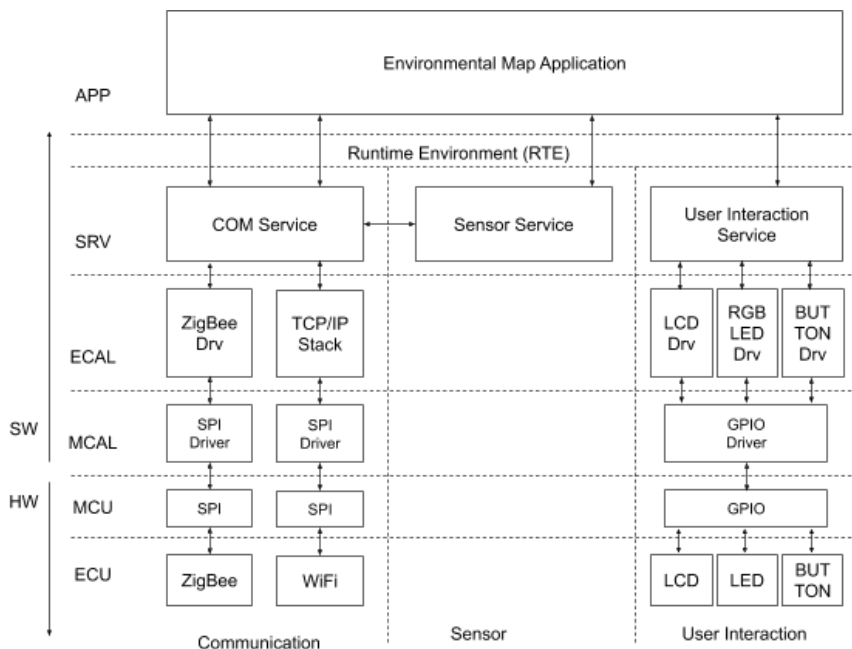 Environmental Map Application
APP
Runtime Environment (RTE)
COM Service
Sensor Service
User Interaction
Service
SRV
ZigBee
Drv
TCP/IP
Stack
LCD
Drv
RGB
LED
Drv
BUT
TON
Drv
ECAL
SW
MCAL
SPI
Driver
SPI
Driver
GPIO
Driver
HW
MCU
SPI
SPI
GPIO
ECU
ZigBee
WiFi
LCD
LED
BUT
TON
Communication
Sensor
User Interaction